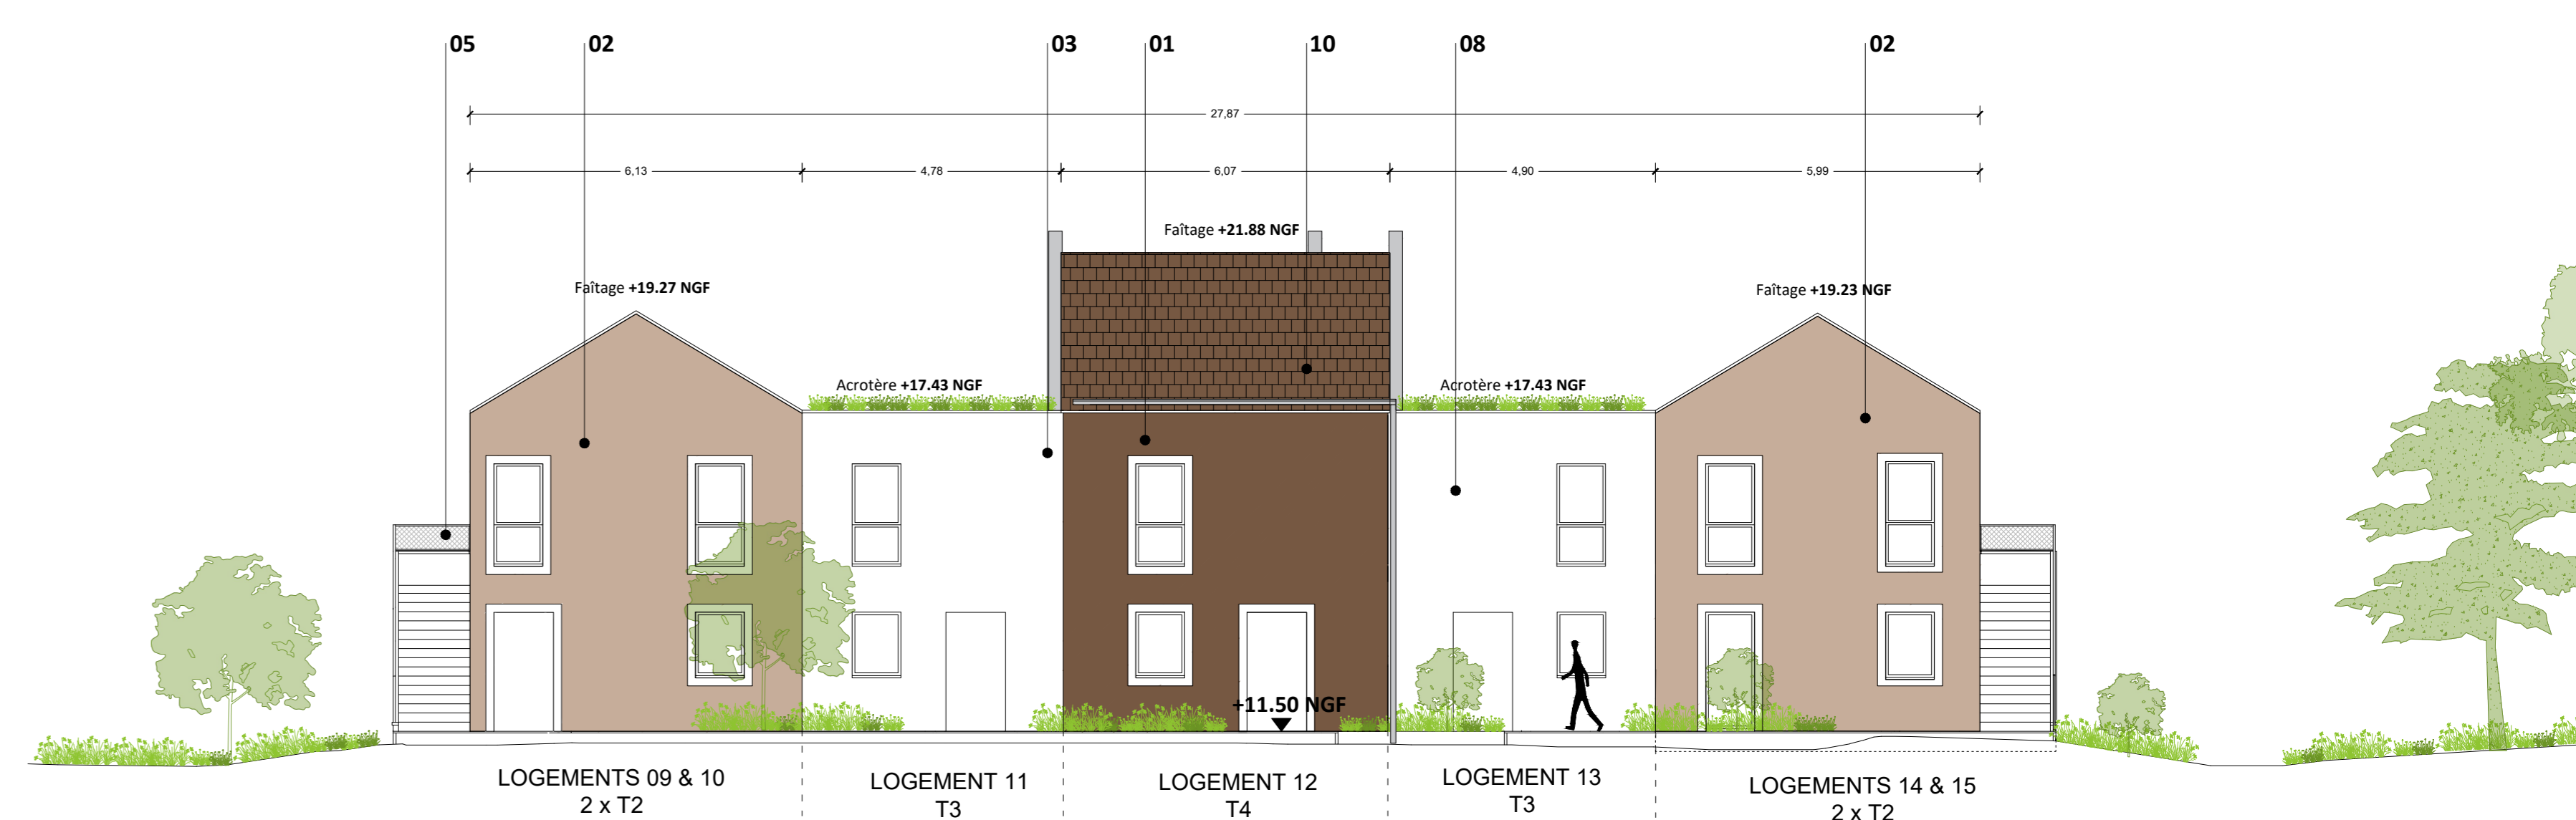 05
02
03
01
10
08
02
27,87
6,13
4,78
6,07
4,90
5,99
Faîtage +21.88 NGF
Faîtage +19.27 NGF
Faîtage +19.23 NGF
Acrotère +17.43 NGF
Acrotère +17.43 NGF
+11.50 NGF
LOGEMENTS 09 & 10
2 x T2
LOGEMENT 11
T3
LOGEMENT 12
T4
LOGEMENT 13
T3
LOGEMENTS 14 & 15
2 x T2